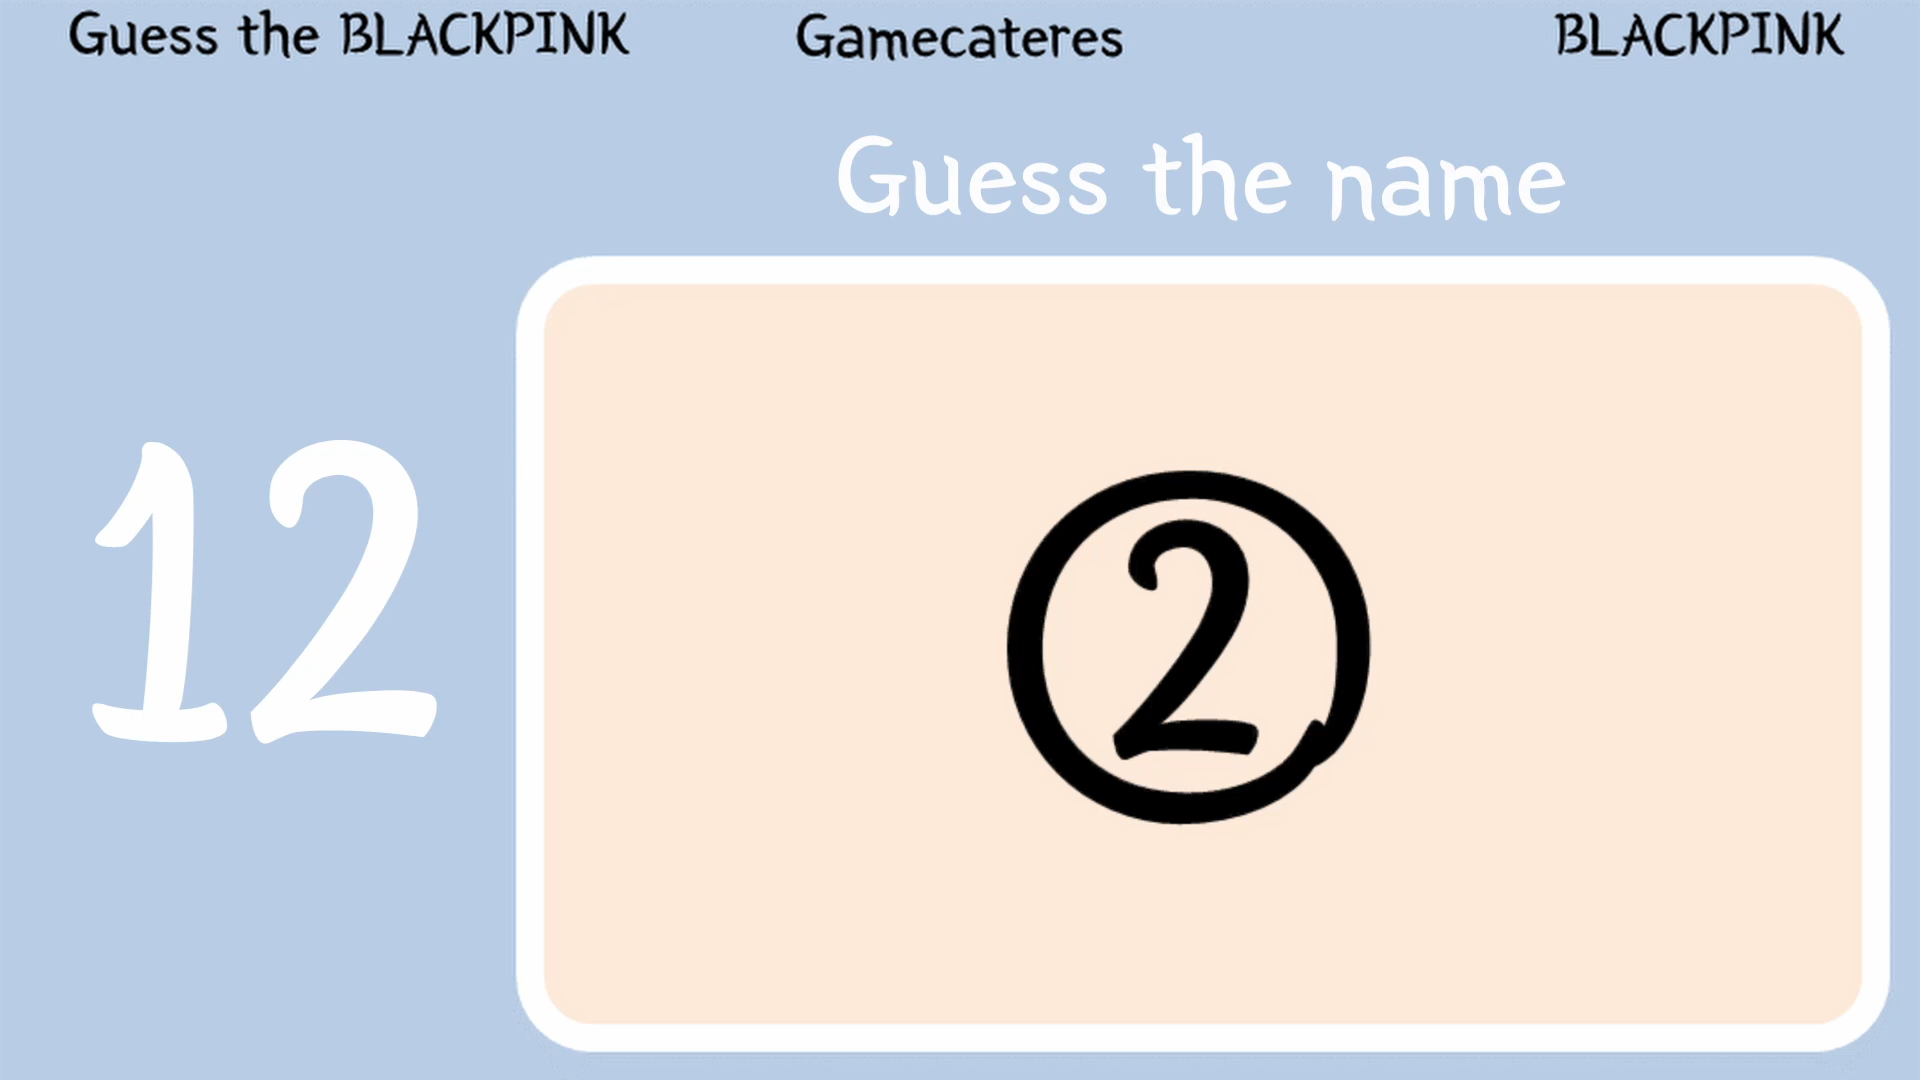 Guess the BLACKPINK
Gamecateres
BLACKPINK
Guess the name
12
2